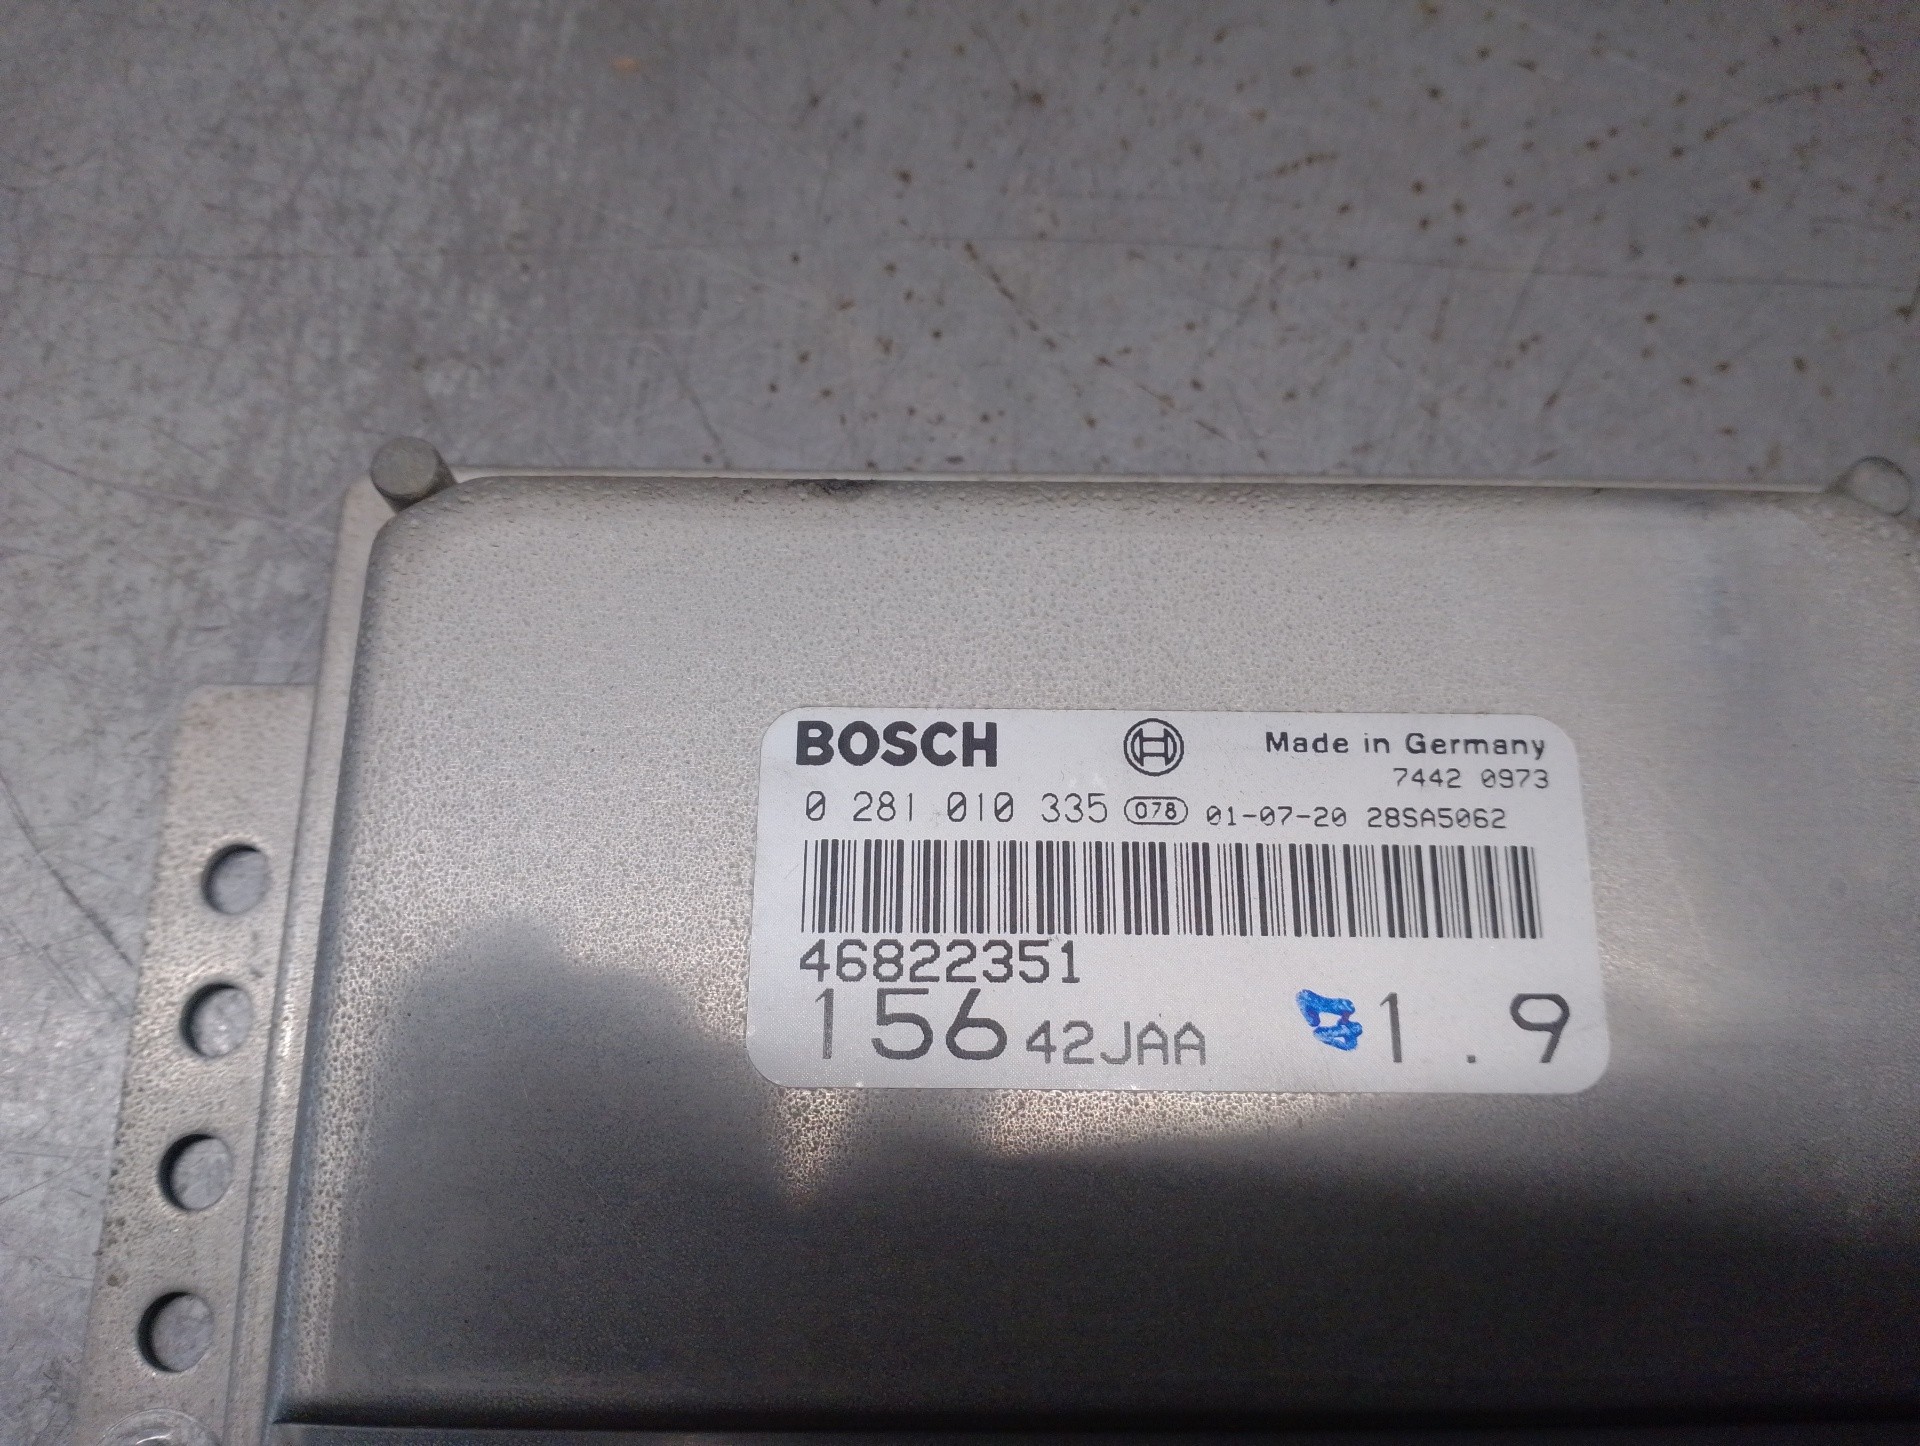 BOSCH Made in Germany
7442 0973
0 281 010 335 078 01-07-20 28SA5062
46822351
156 42JAA 1.9